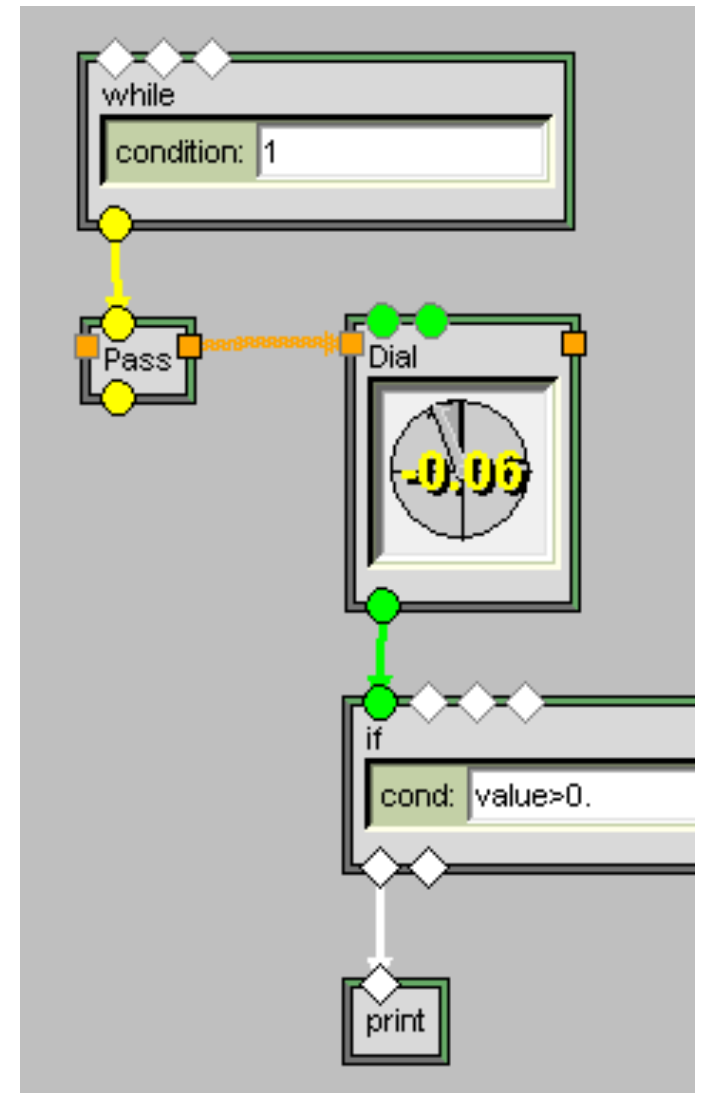 while
condition: 1
Pass
Dial
-0.06
if
cond: value>0.
print